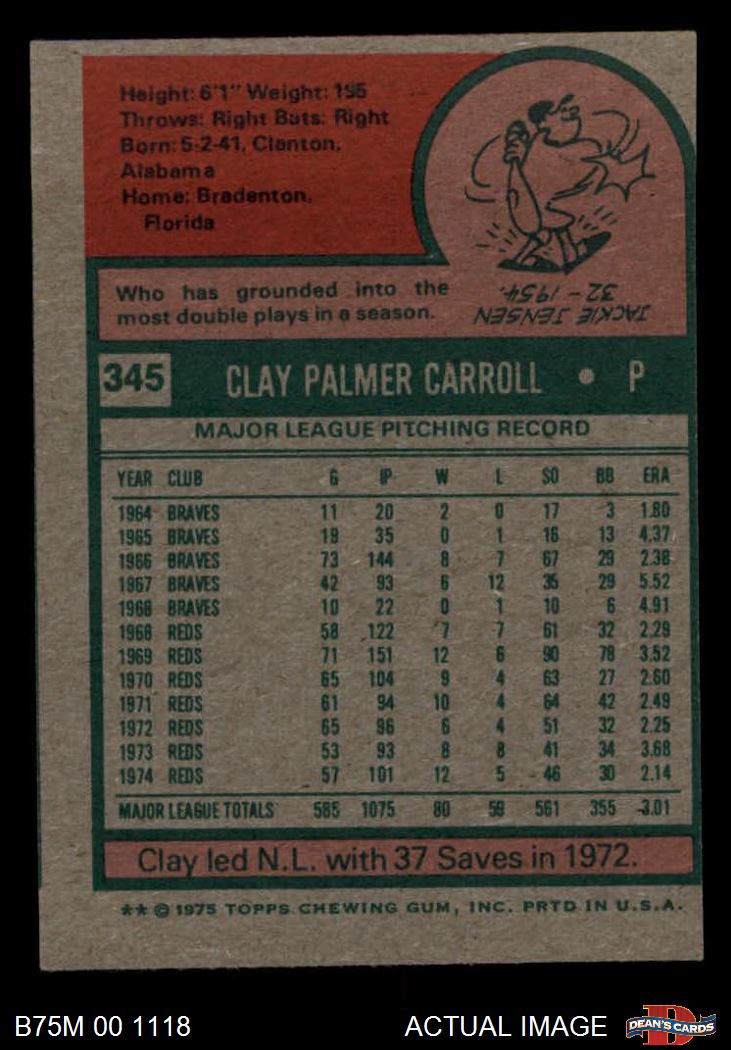 Height: 6'1" Weight: 195
Throws: Right Bats: Right
Born: 5-2-41, Clanton,
Alabama
Home: Bradenton,
Florida
JACKIE JENSEN
32 - 1954.
Who has grounded into the
most double plays in a season.
345 CLAY PALMER CARROLL • P
MAJOR LEAGUE PITCHING RECORD
YEAR CLUB G IP W L SO BB ERA
1964 BRAVES 11 20 2 0 17 3 1.80
1965 BRAVES 19 35 0 1 16 13 4.37
1966 BRAVES 73 144 8 7 67 29 2.38
1967 BRAVES 42 93 6 12 35 29 5.52
1968 BRAVES 10 22 0 1 10 6 4.91
1968 REDS 58 122 7 7 61 32 2.29
1969 REDS 71 151 12 6 90 78 3.52
1970 REDS 65 104 9 4 63 27 2.60
1971 REDS 61 94 10 4 64 42 2.49
1972 REDS 65 96 6 4 51 32 2.25
1973 REDS 53 93 8 8 41 34 3.68
1974 REDS 57 101 12 5 46 30 2.14
MAJOR LEAGUE TOTALS 585 1075 80 59 561 355 3.01
Clay led N.L. with 37 Saves in 1972.
** © 1975 TOPPS CHEWING GUM, INC. PRTD IN U.S.A.
B75M 00 1118
ACTUAL IMAGE
DEAN'S CARDS